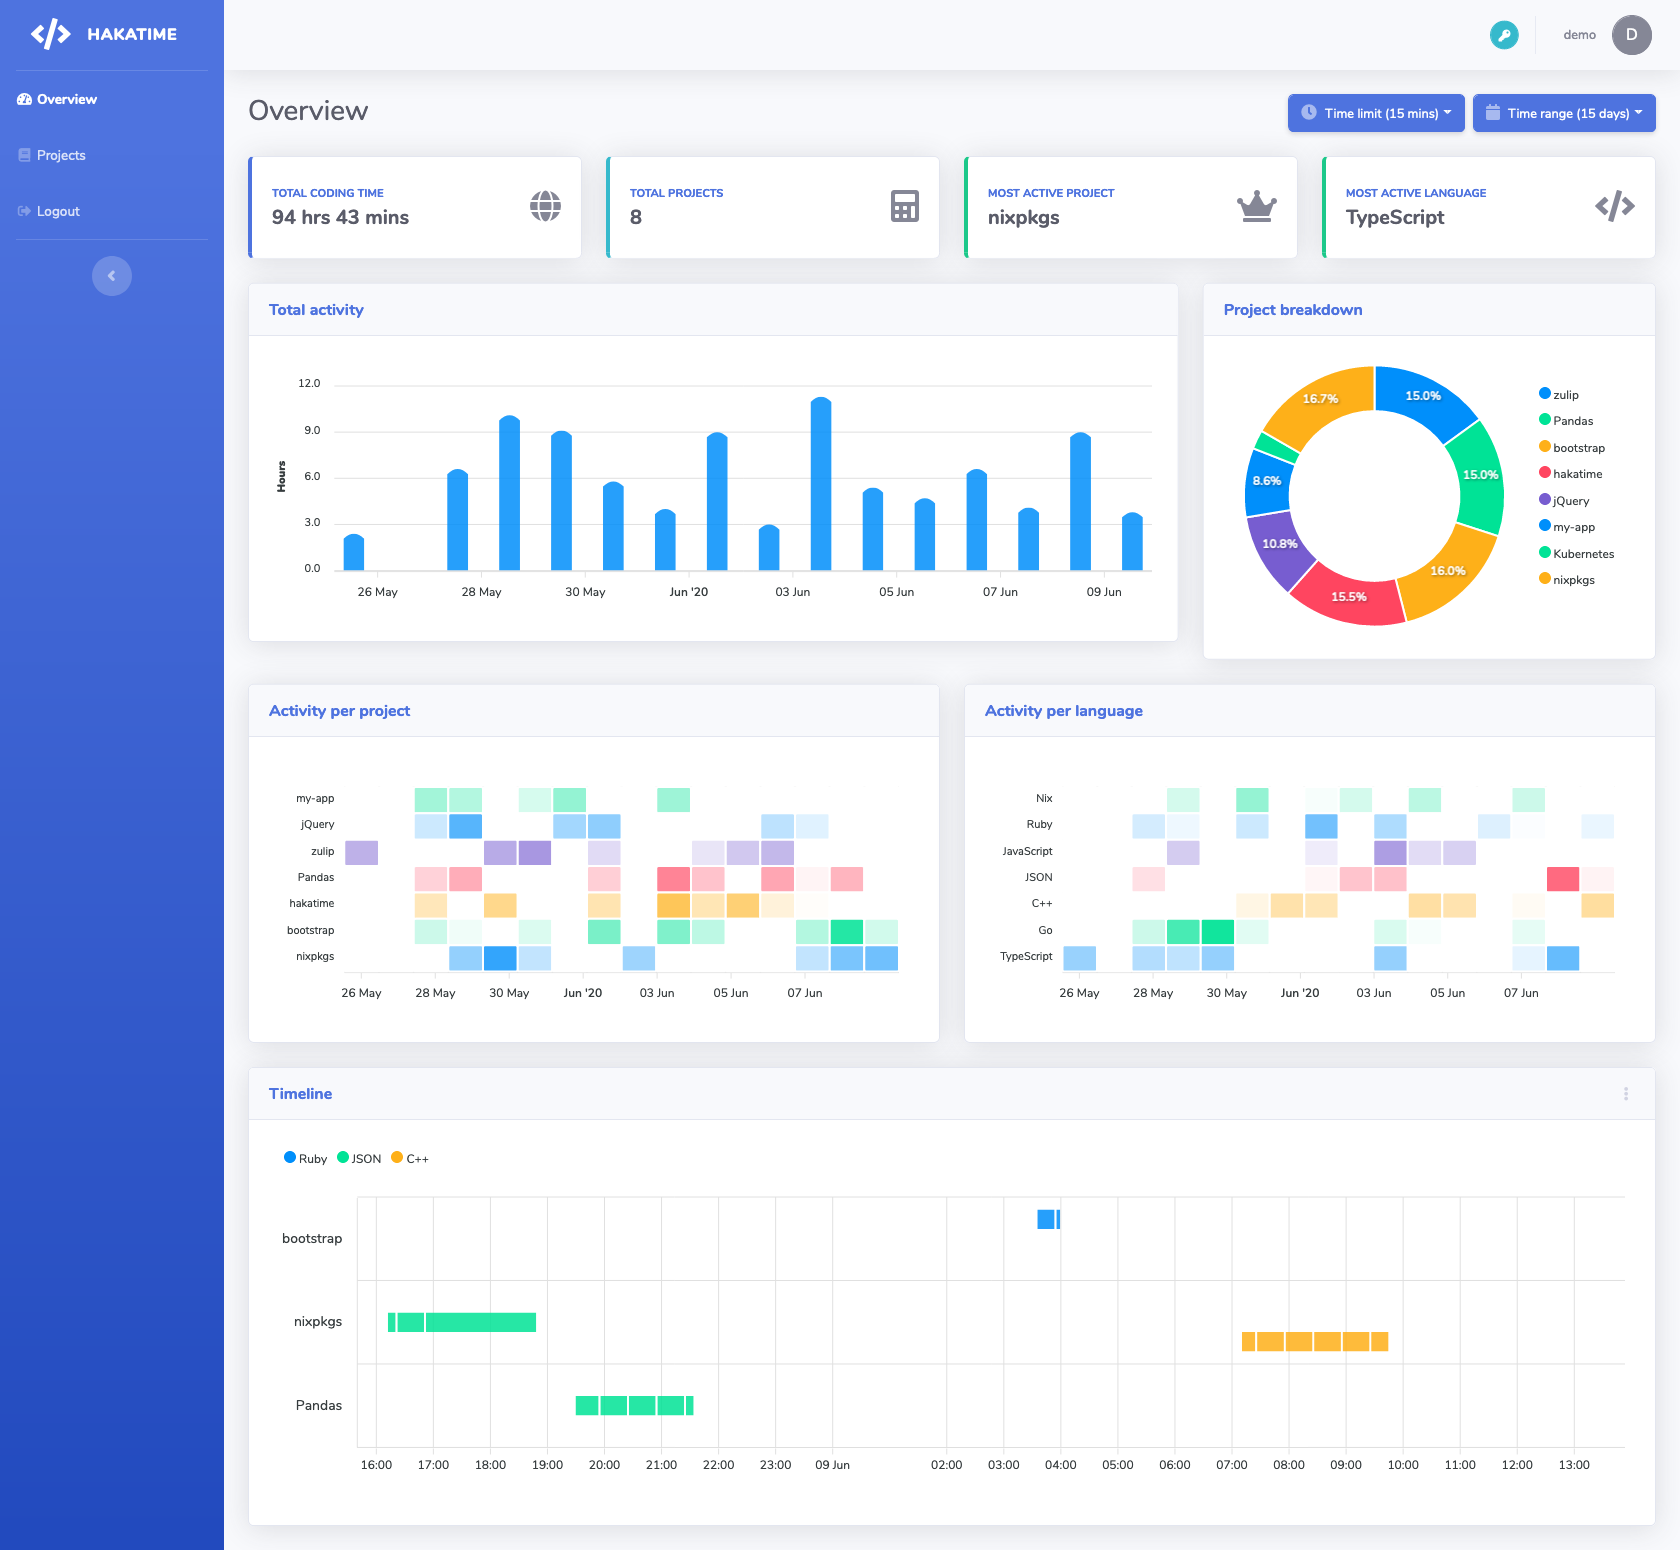 HAKATIME
Overview
Projects
Logout
demo
D
Overview
Time limit (15 mins)
Time range (15 days)
TOTAL CODING TIME
94 hrs 43 mins
TOTAL PROJECTS
8
MOST ACTIVE PROJECT
nixpkgs
MOST ACTIVE LANGUAGE
TypeScript
Total activity
12.0
9.0
6.0
3.0
0.0
Hours
26 May 28 May 30 May Jun '20 03 Jun 05 Jun 07 Jun 09 Jun
Project breakdown
16.7% 15.0%
8.6% 15.0%
10.8% 16.0%
15.5%
zulip
Pandas
bootstrap
hakatime
jQuery
my-app
Kubernetes
nixpkgs
Activity per project
my-app
jQuery
zulip
Pandas
hakatime
bootstrap
nixpkgs
26 May 28 May 30 May Jun '20 03 Jun 05 Jun 07 Jun
Activity per language
Nix
Ruby
JavaScript
JSON
C++
Go
TypeScript
26 May 28 May 30 May Jun '20 03 Jun 05 Jun 07 Jun
Timeline
Ruby JSON C++
bootstrap
nixpkgs
Pandas
16:00 17:00 18:00 19:00 20:00 21:00 22:00 23:00 09 Jun 02:00 03:00 04:00 05:00 06:00 07:00 08:00 09:00 10:00 11:00 12:00 13:00